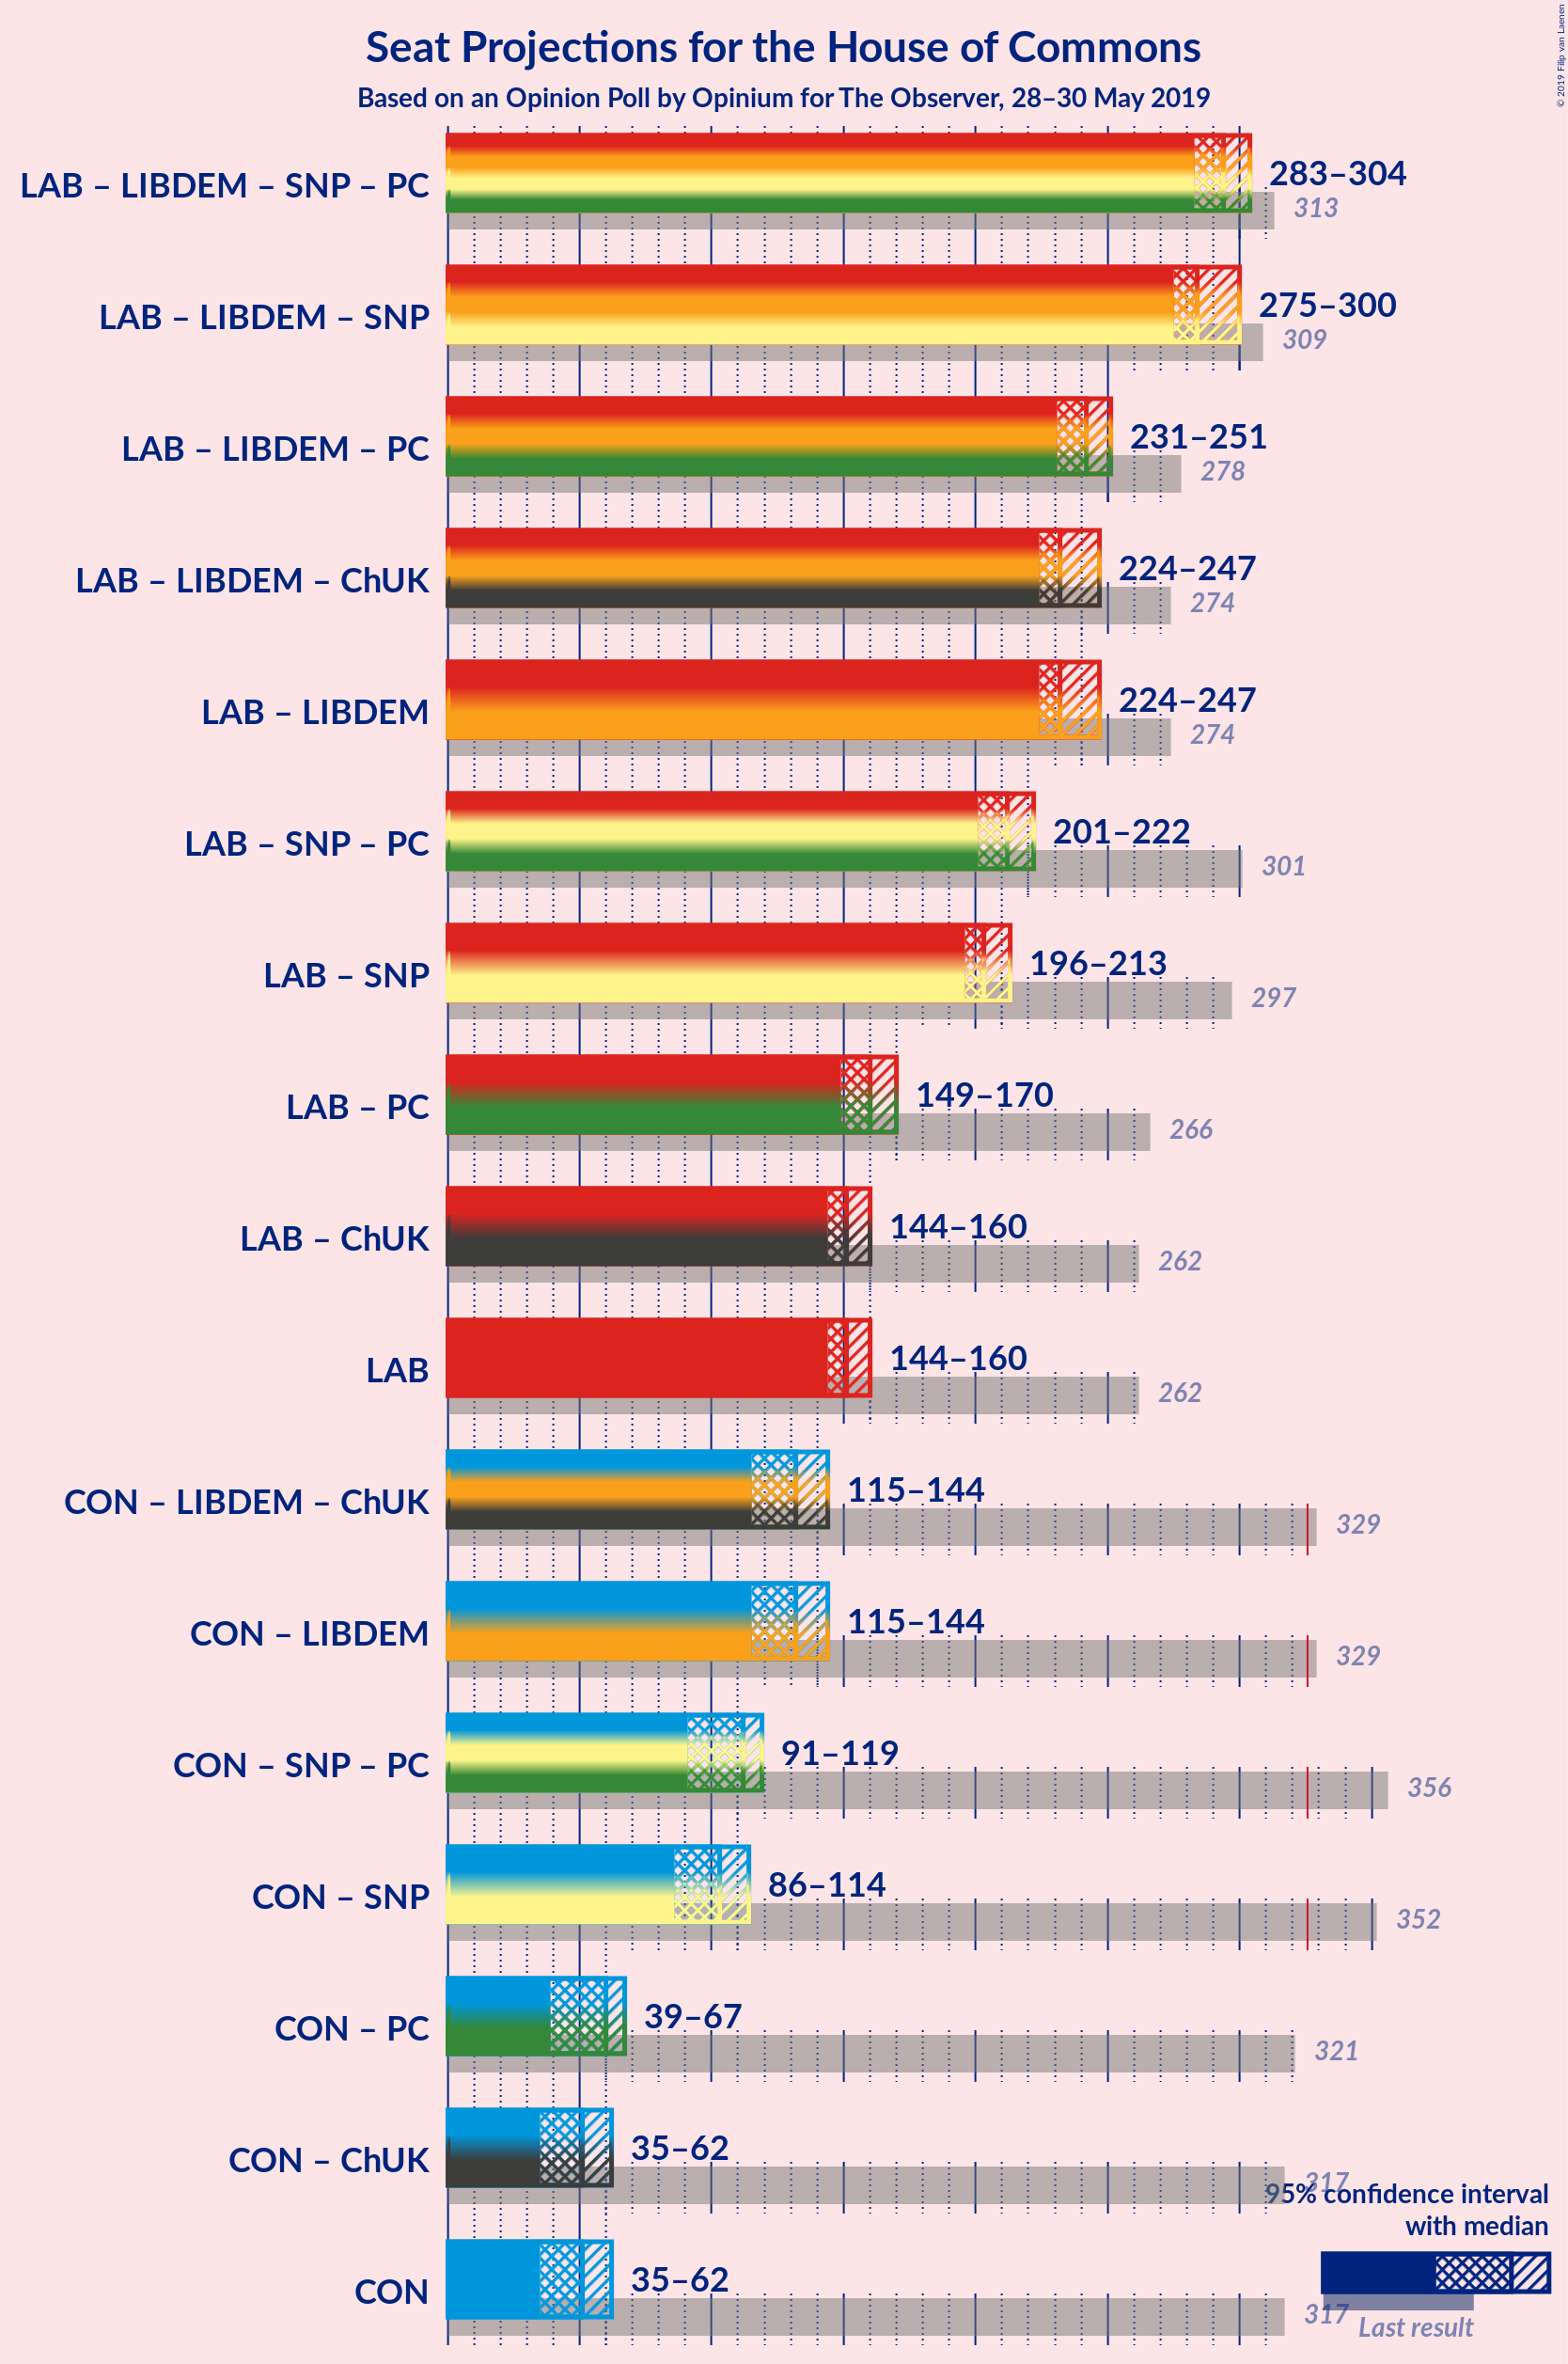 Seat Projections for the House of Commons
Based on an Opinion Poll by Opinium for The Observer, 28–30 May 2019
© 2019 Filip van Laenen
LAB – LIBDEM – SNP – PC
283–304
313
LAB – LIBDEM – SNP
275–300
309
LAB – LIBDEM – PC
231–251
278
LAB – LIBDEM – ChUK
224–247
274
LAB – LIBDEM
224–247
274
LAB – SNP – PC
201–222
301
LAB – SNP
196–213
297
LAB – PC
149–170
266
LAB – ChUK
144–160
262
LAB
144–160
262
CON – LIBDEM – ChUK
115–144
329
CON – LIBDEM
115–144
329
CON – SNP – PC
91–119
356
CON – SNP
86–114
352
CON – PC
39–67
321
CON – ChUK
35–62
317
CON
35–62
317
95% confidence interval
with median
Last result